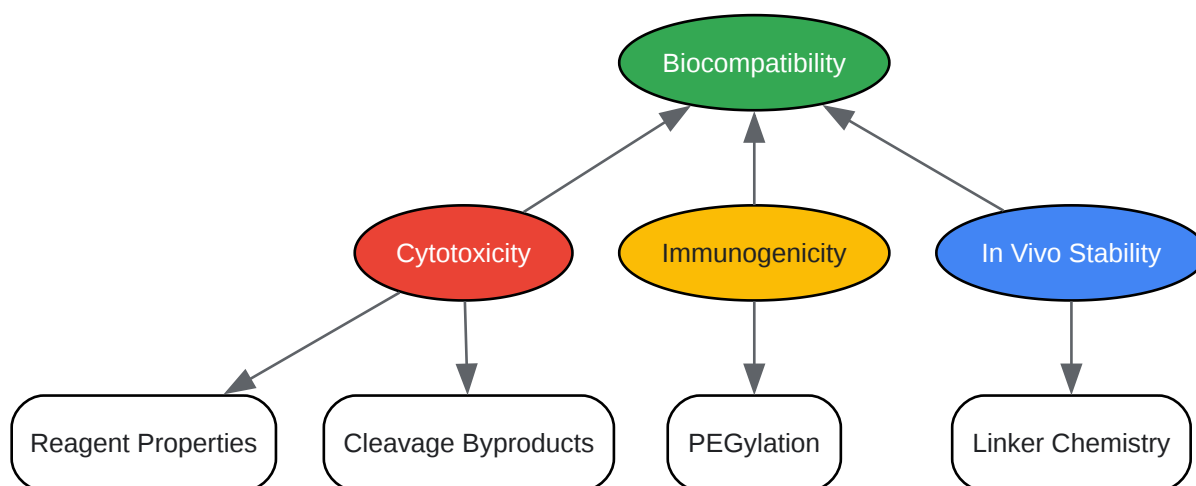 Biocompatibility
Cytotoxicity
Immunogenicity
In Vivo Stability
Reagent Properties
Cleavage Byproducts
PEGylation
Linker Chemistry